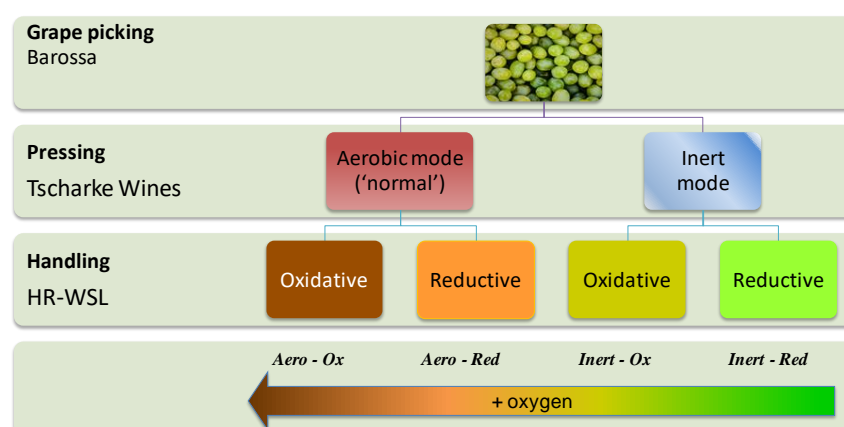 Grape picking
Barossa
Pressing
Tscharke Wines
Aerobic mode
(‘normal’)
Inert
mode
Handling
HR-WSL
Oxidative
Reductive
Oxidative
Reductive
Aero - Ox
Aero - Red
Inert - Ox
Inert - Red
+ oxygen